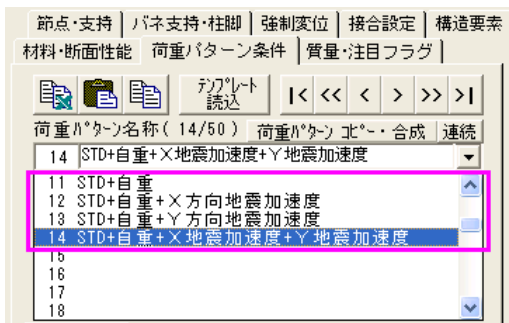 節点・支持 バネ支持・柱脚 強制変位 接合設定 構造要素
材料・断面性能 荷重パターン条件 質量・注目フラグ
テンプレート
読込
|< << < > >> >|
荷重パターン名称(14/50) 荷重パターン コピー・合成 連続
14 STD+自重+X地震加速度+Y地震加速度
11 STD+自重
12 STD+自重+X方向地震加速度
13 STD+自重+Y方向地震加速度
14 STD+自重+X地震加速度+Y地震加速度
15
16
17
18